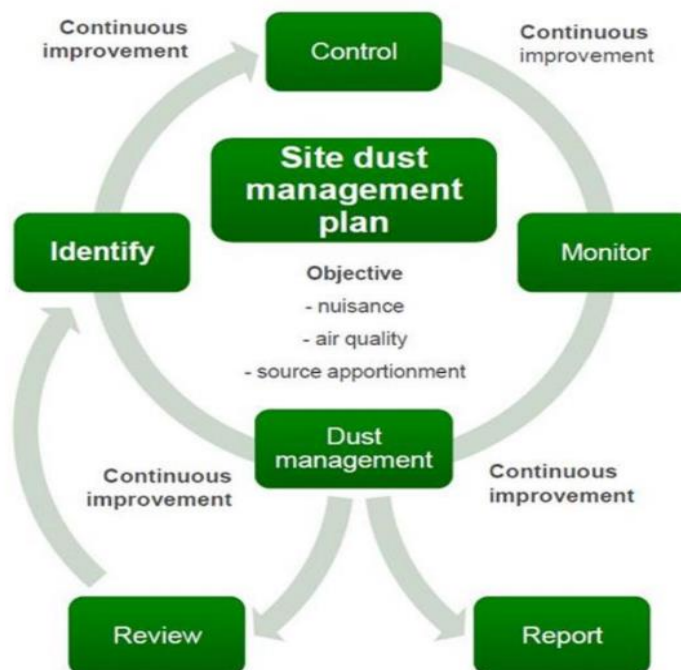 Continuous
improvement
Control
Continuous
improvement
Site dust
management
plan
Identify
Monitor
Objective
- nuisance
- air quality
- source apportionment
Dust
management
Continuous
improvement
Continuous
improvement
Review
Report